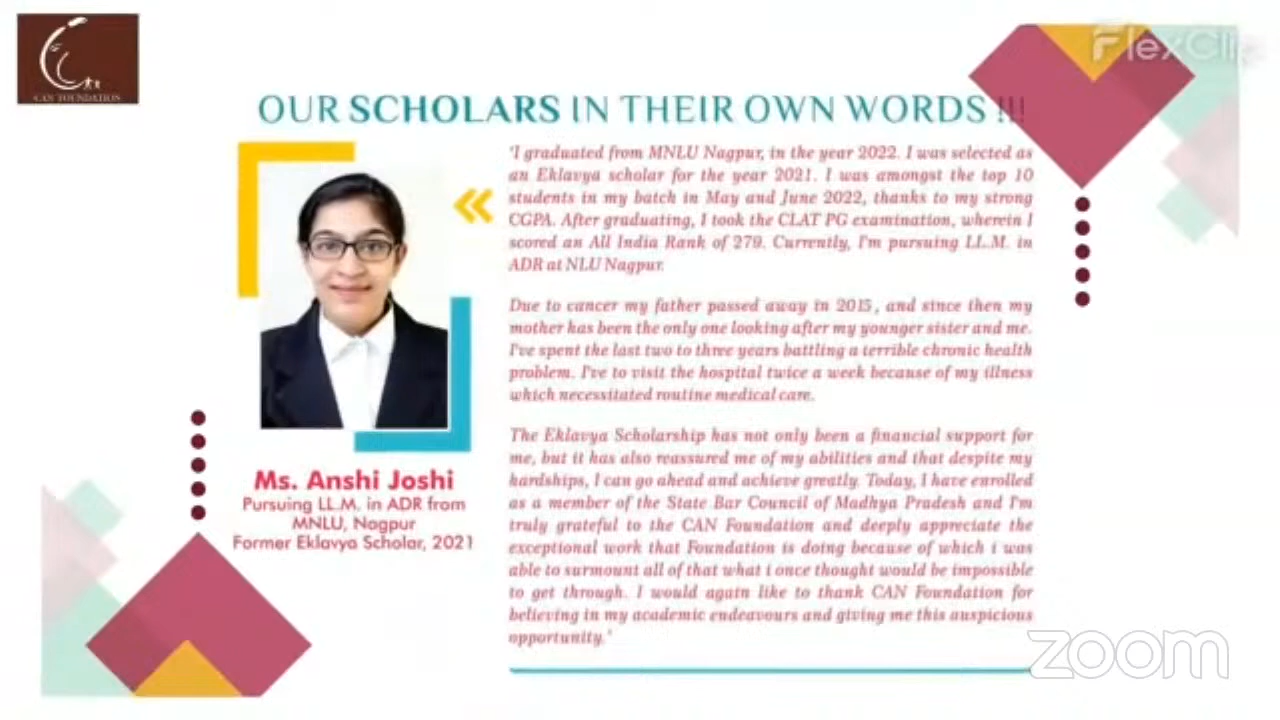 CAN FOUNDATION
FlexClip
OUR SCHOLARS IN THEIR OWN WORDS !!!
"I graduated from MNLU Nagpur, in the year 2022. I was selected as
an Eklavya scholar for the year 2021. I was amongst the top 10
students in my batch in May and June 2022, thanks to my strong
CGPA. After graduating, I took the CLAT PG examination, wherein I
scored an All India Rank of 279. Currently, I'm pursuing LL.M. in
ADR at NLU Nagpur.
Due to cancer my father passed away in 2015, and since then my
mother has been the only one looking after my younger sister and me.
I've spent the last two to three years battling a terrible chronic health
problem. I've to visit the hospital twice a week because of my illness
which necessitated routine medical care.
The Eklavya Scholarship has not only been a financial support for
me, but it has also reassured me of my abilities and that despite my
hardships, I can go ahead and achieve greatly. Today, I have enrolled
as a member of the State Bar Council of Madhya Pradesh and I'm
truly grateful to the CAN Foundation and deeply appreciate the
exceptional work that Foundation is doing because of which i was
able to surmount all of that what i once thought would be impossible
to get through. I would again like to thank CAN Foundation for
believing in my academic endeavours and giving me this auspicious
opportunity."
Ms. Anshi Joshi
Pursuing LL.M. in ADR from
MNLU, Nagpur
Former Eklavya Scholar, 2021
zoom